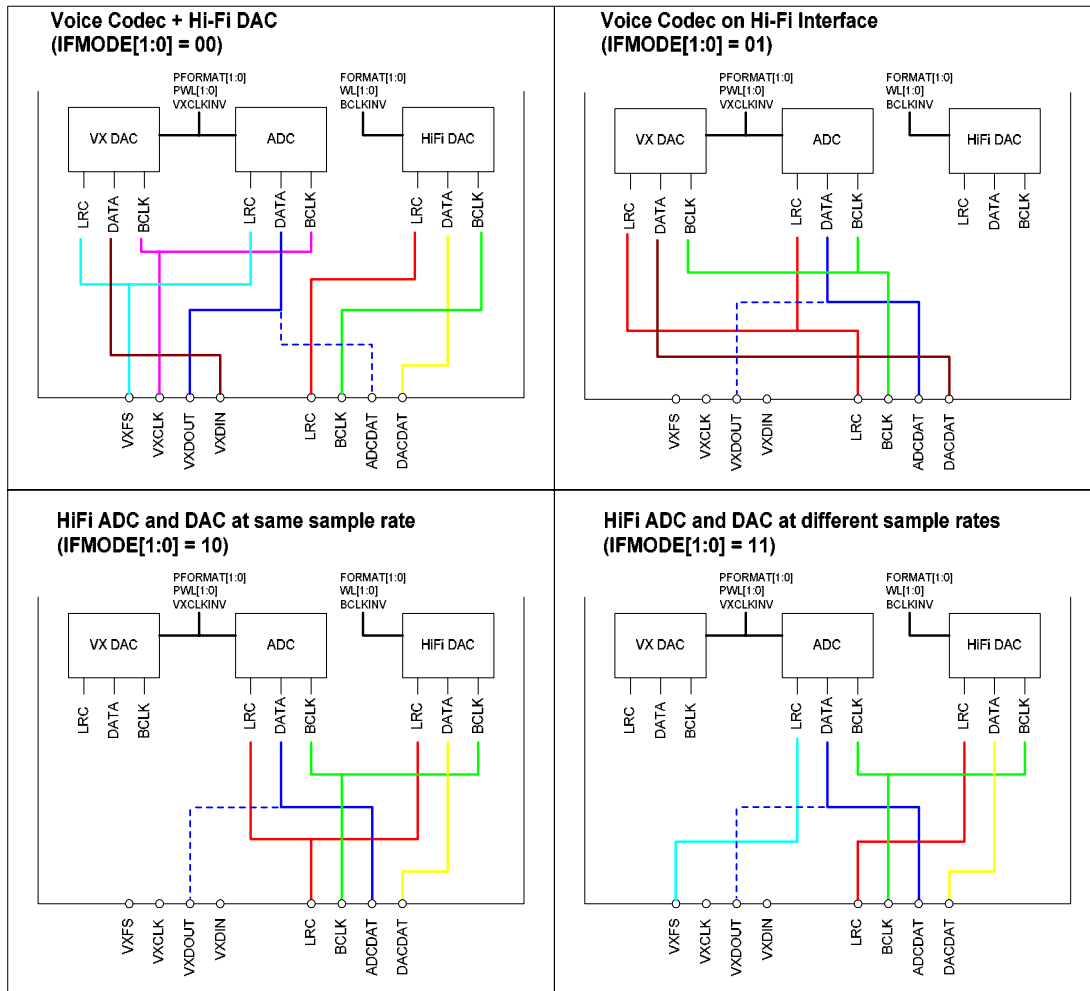 Voice Codec + Hi-Fi DAC
(IFMODE[1:0] = 00)
PFORMAT[1:0]
PWL[1:0]
VXCLKINV
FORMAT[1:0]
WL[1:0]
BCLKINV
VX DAC
ADC
HiFi DAC
LRC
DATA
BCLK
LRC
DATA
BCLK
LRC
DATA
BCLK
VXFS
VXCLK
VXDOUT
VXDIN
LRC
BCLK
ADCDAT
DACDAT
Voice Codec on Hi-Fi Interface
(IFMODE[1:0] = 01)
PFORMAT[1:0]
PWL[1:0]
VXCLKINV
FORMAT[1:0]
WL[1:0]
BCLKINV
VX DAC
ADC
HiFi DAC
LRC
DATA
BCLK
LRC
DATA
BCLK
LRC
DATA
BCLK
VXFS
VXCLK
VXDOUT
VXDIN
LRC
BCLK
ADCDAT
DACDAT
HiFi ADC and DAC at same sample rate
(IFMODE[1:0] = 10)
PFORMAT[1:0]
PWL[1:0]
VXCLKINV
FORMAT[1:0]
WL[1:0]
BCLKINV
VX DAC
ADC
HiFi DAC
LRC
DATA
BCLK
LRC
DATA
BCLK
LRC
DATA
BCLK
VXFS
VXCLK
VXDOUT
VXDIN
LRC
BCLK
ADCDAT
DACDAT
HiFi ADC and DAC at different sample rates
(IFMODE[1:0] = 11)
PFORMAT[1:0]
PWL[1:0]
VXCLKINV
FORMAT[1:0]
WL[1:0]
BCLKINV
VX DAC
ADC
HiFi DAC
LRC
DATA
BCLK
LRC
DATA
BCLK
LRC
DATA
BCLK
VXFS
VXCLK
VXDOUT
VXDIN
LRC
BCLK
ADCDAT
DACDAT